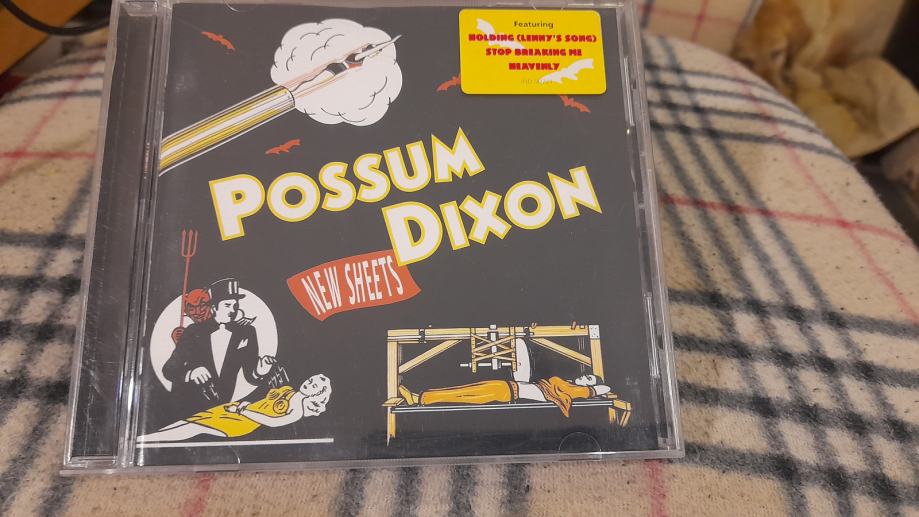 Featuring
HOLDING (LENNY'S SONG)
STOP BREAKING ME
HEAVENLY
POSSUM
DIXON
NEW SHEETS